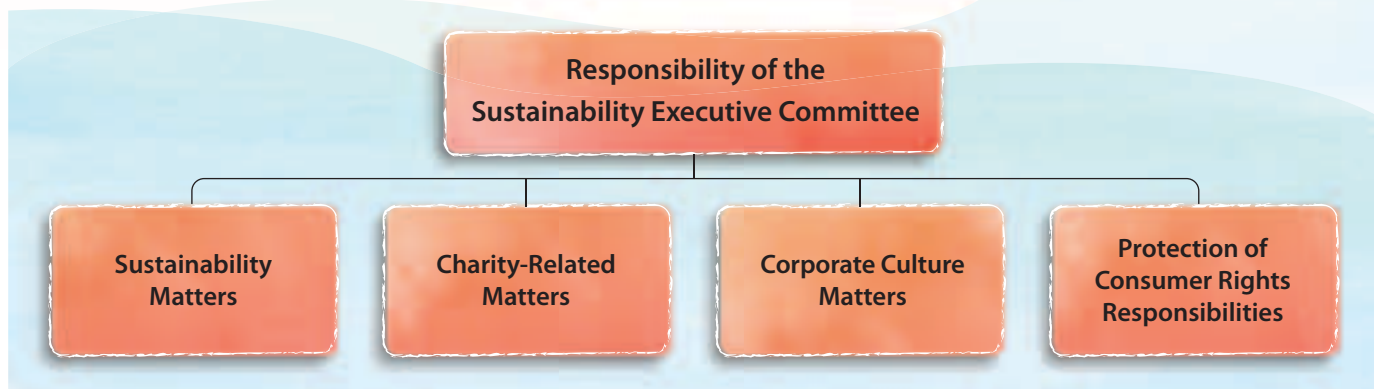 Responsibility of the
Sustainability Executive Committee
Sustainability
Matters
Charity-Related
Matters
Corporate Culture
Matters
Protection of
Consumer Rights
Responsibilities